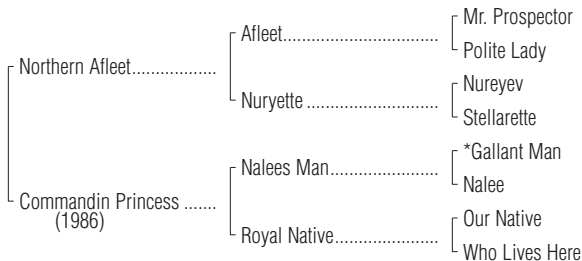 Mr. Prospector
Afleet
Polite Lady
Northern Afleet
Nureyev
Nuryette
Stellarette
*Gallant Man
Nalees Man
Nalee
Commandin Princess
(1986)
Our Native
Royal Native
Who Lives Here